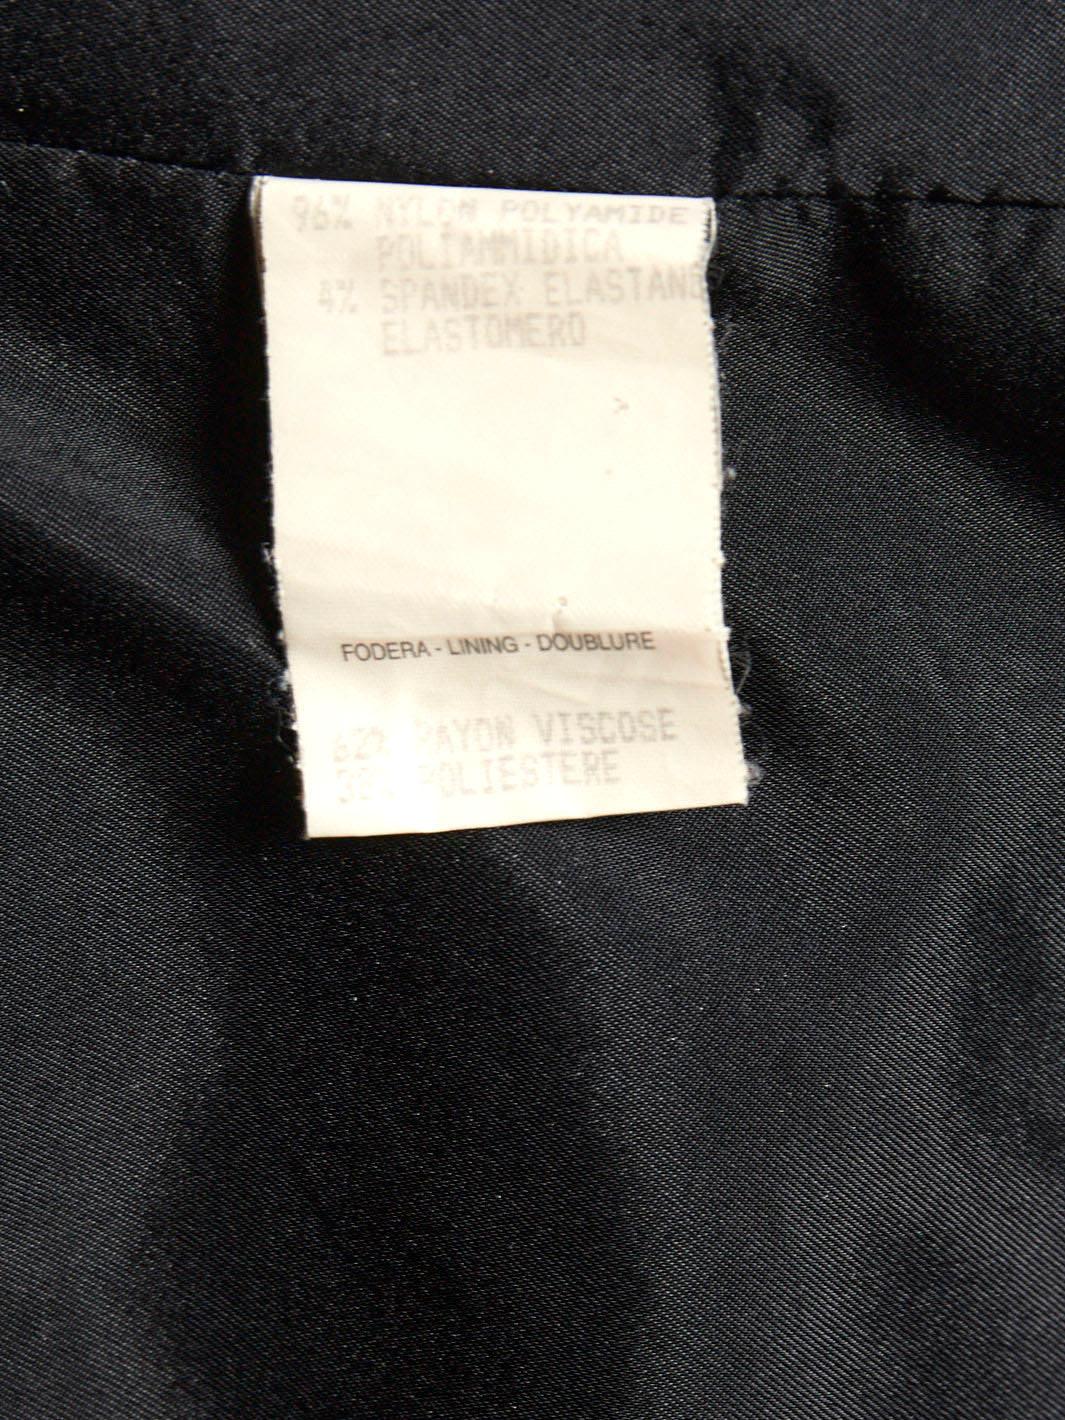 96% NYLON POLYAMIDE
POLIAMMIDICA
4% SPANDEX ELASTANE
ELASTOMERO
FODERA - LINING - DOUBLURE
62% RAYON VISCOSE
38% POLIESTERE